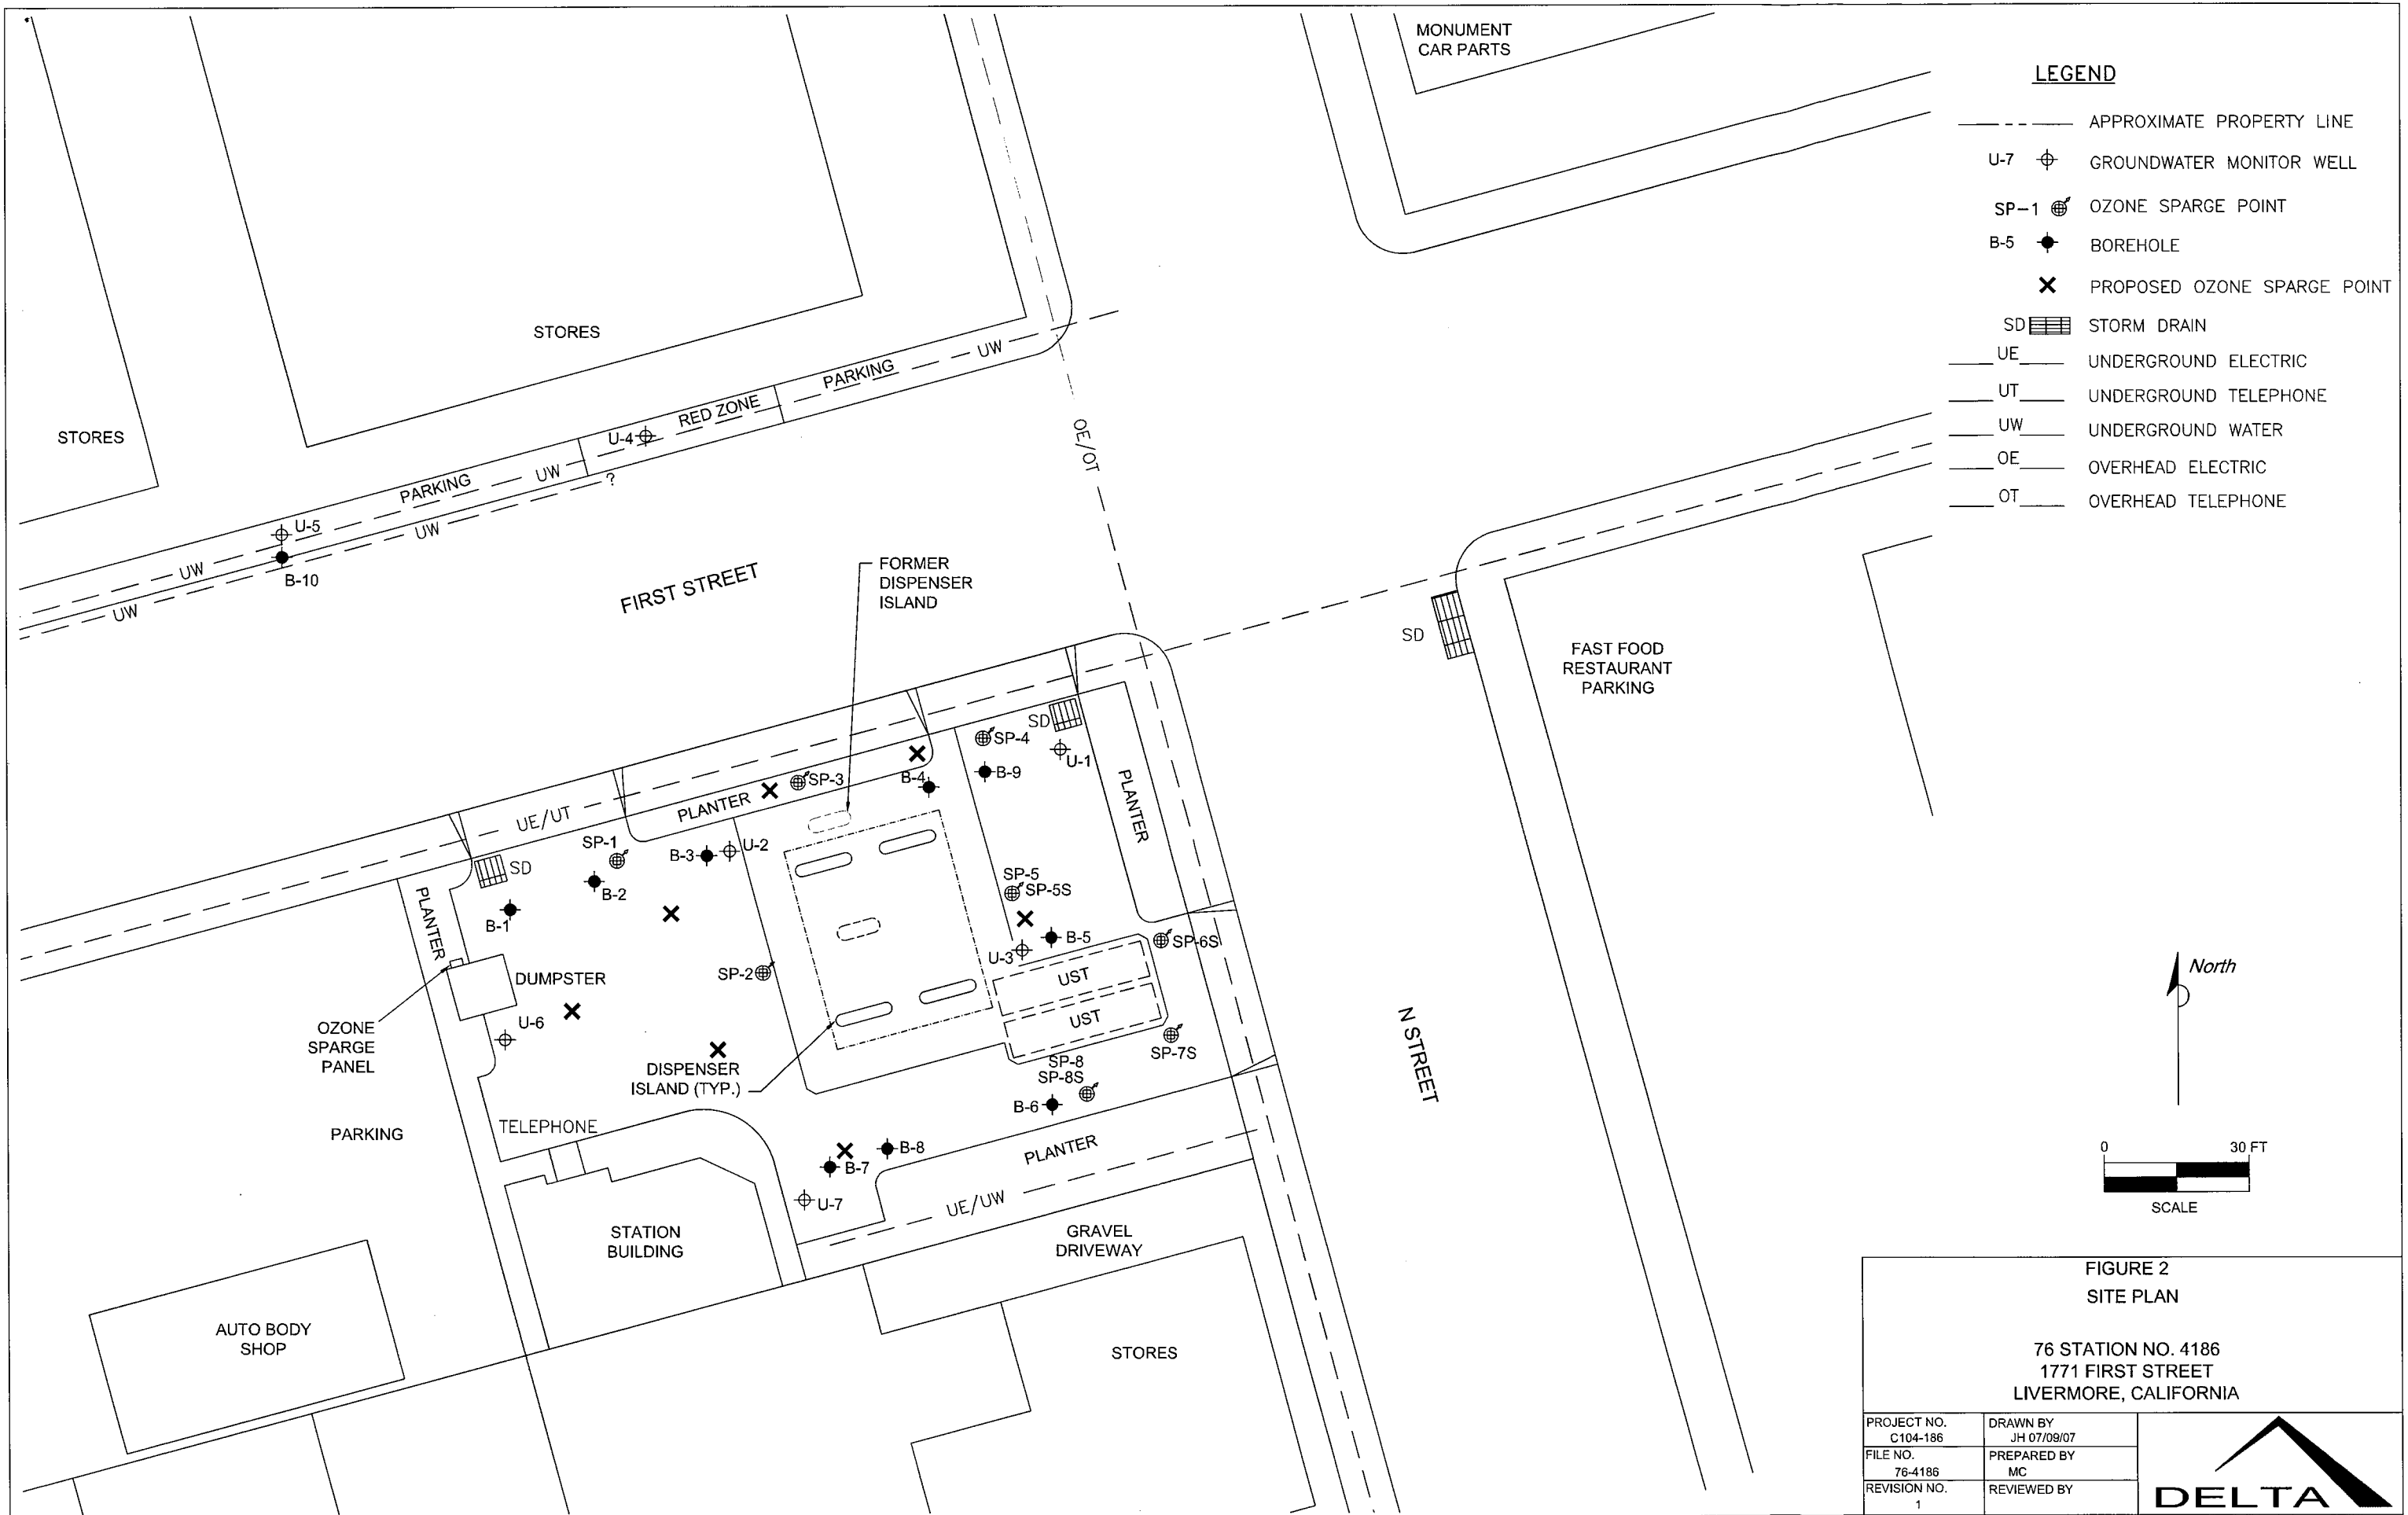 MONUMENT
CAR PARTS
LEGEND
APPROXIMATE PROPERTY LINE
U-7 GROUNDWATER MONITOR WELL
SP-1 OZONE SPARGE POINT
B-5 BOREHOLE
PROPOSED OZONE SPARGE POINT
SD STORM DRAIN
UE UNDERGROUND ELECTRIC
UT UNDERGROUND TELEPHONE
UW UNDERGROUND WATER
OE OVERHEAD ELECTRIC
OT OVERHEAD TELEPHONE
STORES
STORES
UW
PARKING
RED ZONE
U-4
UW
PARKING
?
UW
U-5
B-10
UW
UW
OE/OT
FIRST STREET
FORMER
DISPENSER
ISLAND
SD
FAST FOOD
RESTAURANT
PARKING
SD
SP-4
U-1
B-9
B-4
SP-3
PLANTER
PLANTER
UE/UT
SP-1
B-3
U-2
SD
B-2
B-1
PLANTER
SP-5
SP-5S
B-5
U-3
SP-6S
SP-2
UST
UST
DUMPSTER
U-6
OZONE
SPARGE
PANEL
DISPENSER
ISLAND (TYP.)
SP-7S
SP-8
SP-8S
B-6
N STREET
North
PARKING
TELEPHONE
B-8
B-7
U-7
PLANTER
UE/UW
0 30 FT
SCALE
STATION
BUILDING
GRAVEL
DRIVEWAY
AUTO BODY
SHOP
STORES
FIGURE 2
SITE PLAN
76 STATION NO. 4186
1771 FIRST STREET
LIVERMORE, CALIFORNIA
PROJECT NO.
C104-186
DRAWN BY
JH 07/09/07
FILE NO.
76-4186
PREPARED BY
MC
REVISION NO.
1
REVIEWED BY
DELTA